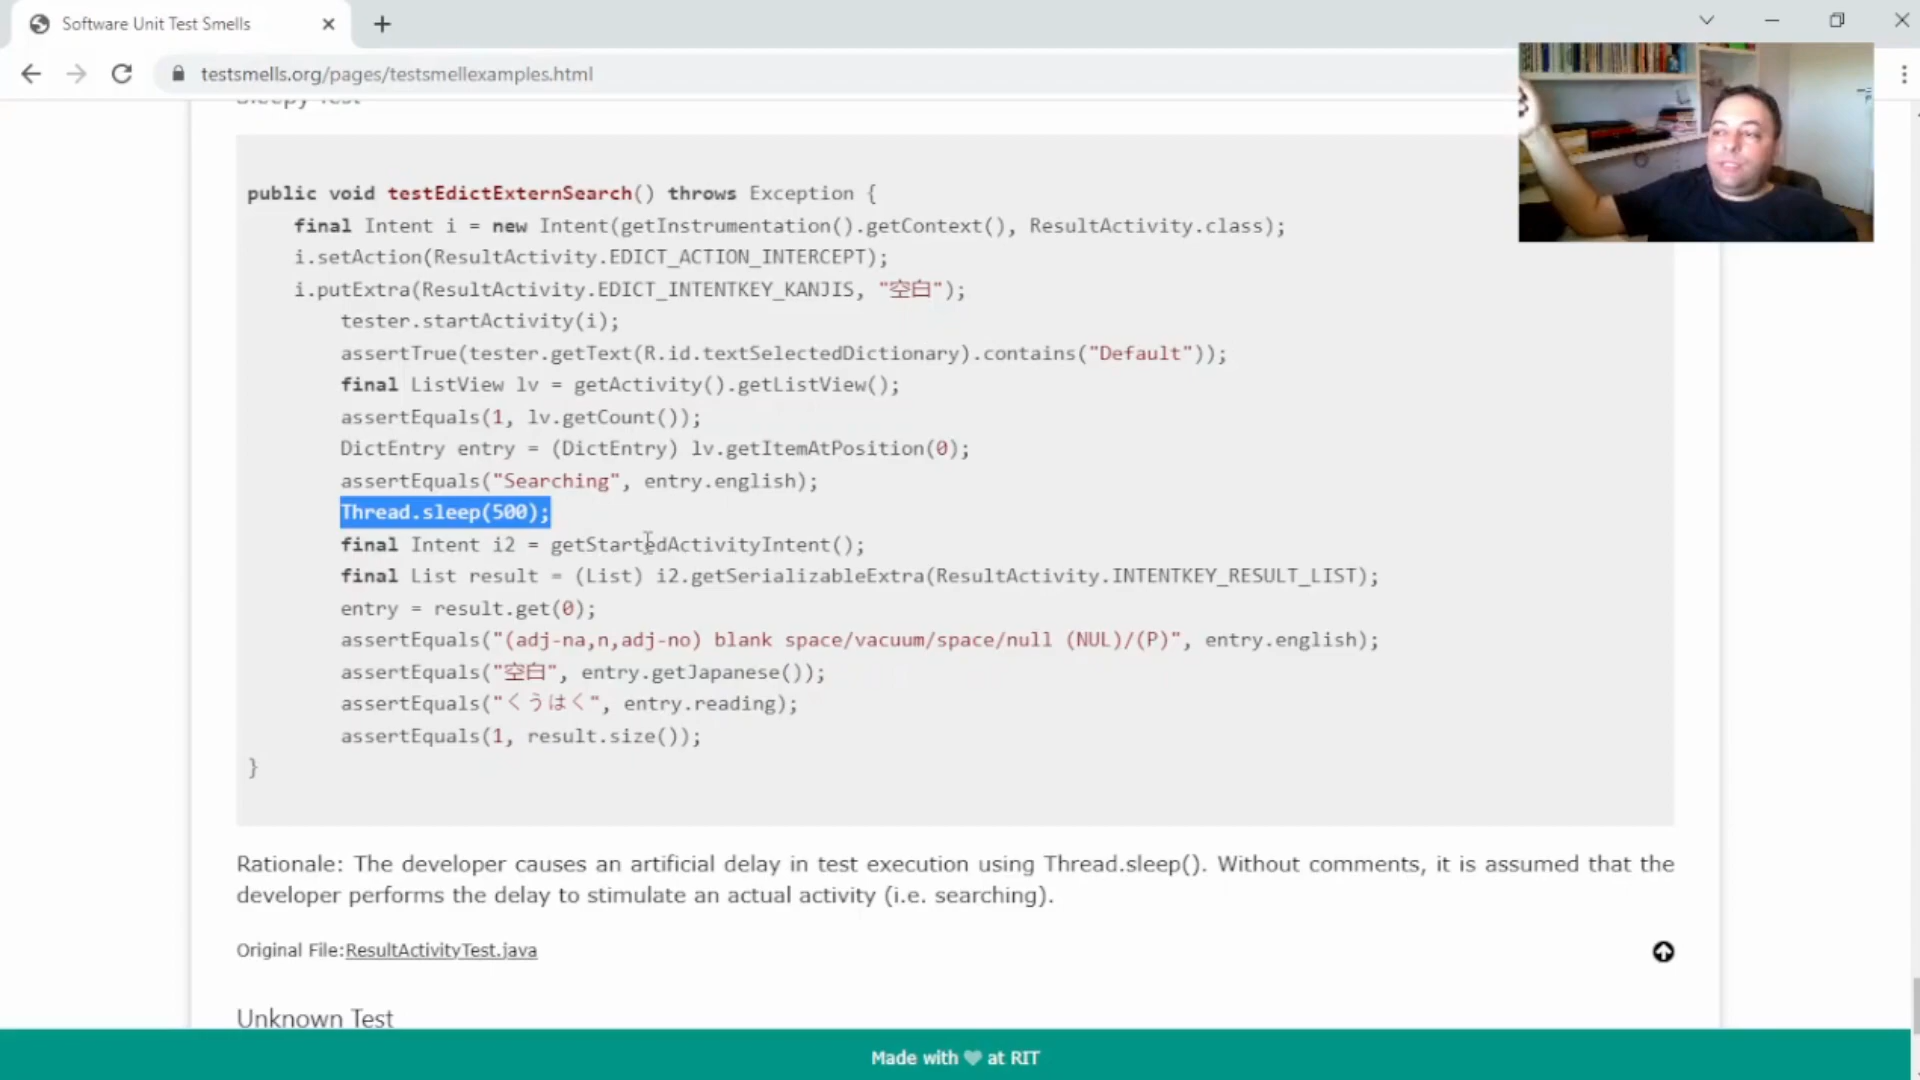 Software Unit Test Smells
testsmells.org/pages/testsmellexamples.html
Sleepy Test
public void testEdictExternSearch() throws Exception {
final Intent i = new Intent(getInstrumentation().getContext(), ResultActivity.class);
i.setAction(ResultActivity.EDICT_ACTION_INTERCEPT);
i.putExtra(ResultActivity.EDICT_INTENTKEY_KANJIS, "空白");
tester.startActivity(i);
assertTrue(tester.getText(R.id.textSelectedDictionary).contains("Default"));
final ListView lv = getActivity().getListView();
assertEquals(1, lv.getCount());
DictEntry entry = (DictEntry) lv.getItemAtPosition(0);
assertEquals("Searching", entry.english);
Thread.sleep(500);
final Intent i2 = getStartedActivityIntent();
final List result = (List) i2.getSerializableExtra(ResultActivity.INTENTKEY_RESULT_LIST);
entry = result.get(0);
assertEquals("(adj-na,n,adj-no) blank space/vacuum/space/null (NUL)/(P)", entry.english);
assertEquals("空白", entry.getJapanese());
assertEquals("くうはく", entry.reading);
assertEquals(1, result.size());
}
Rationale: The developer causes an artificial delay in test execution using Thread.sleep(). Without comments, it is assumed that the
developer performs the delay to stimulate an actual activity (i.e. searching).
Original File:ResultActivityTest.java
Unknown Test
Made with 🤍 at RIT